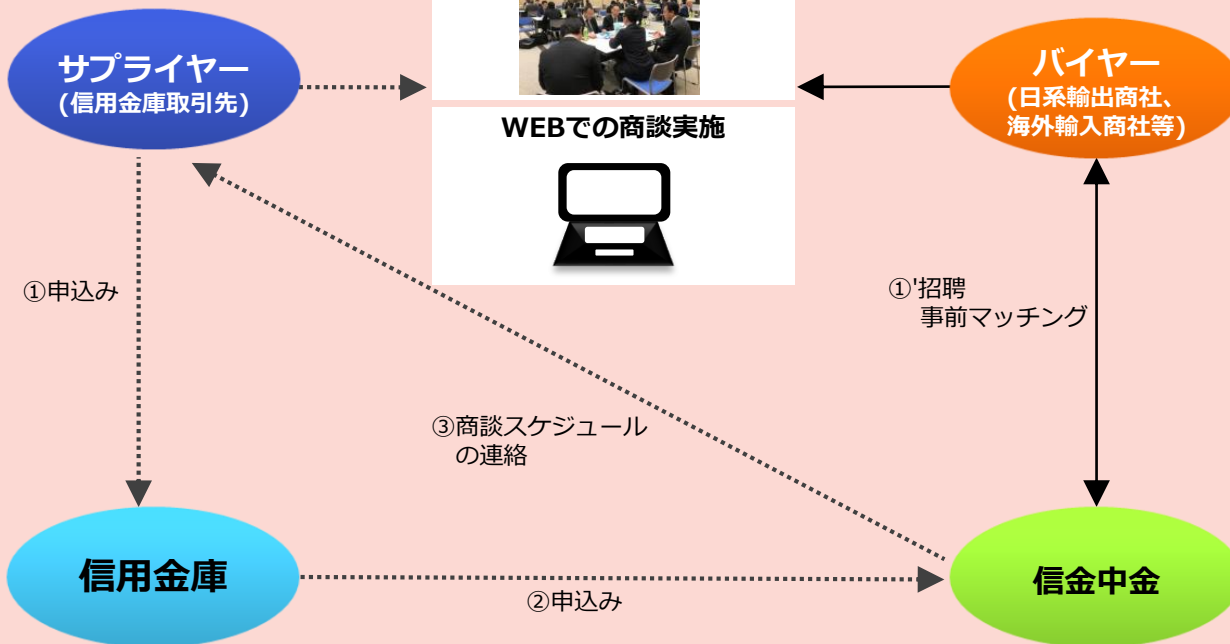 サプライヤー
(信用金庫取引先)
バイヤー
(日系輸出商社、
海外輸入商社等)
WEBでの商談実施
①申込み
①'招聘
事前マッチング
③商談スケジュール
の連絡
信用金庫
②申込み
信金中金